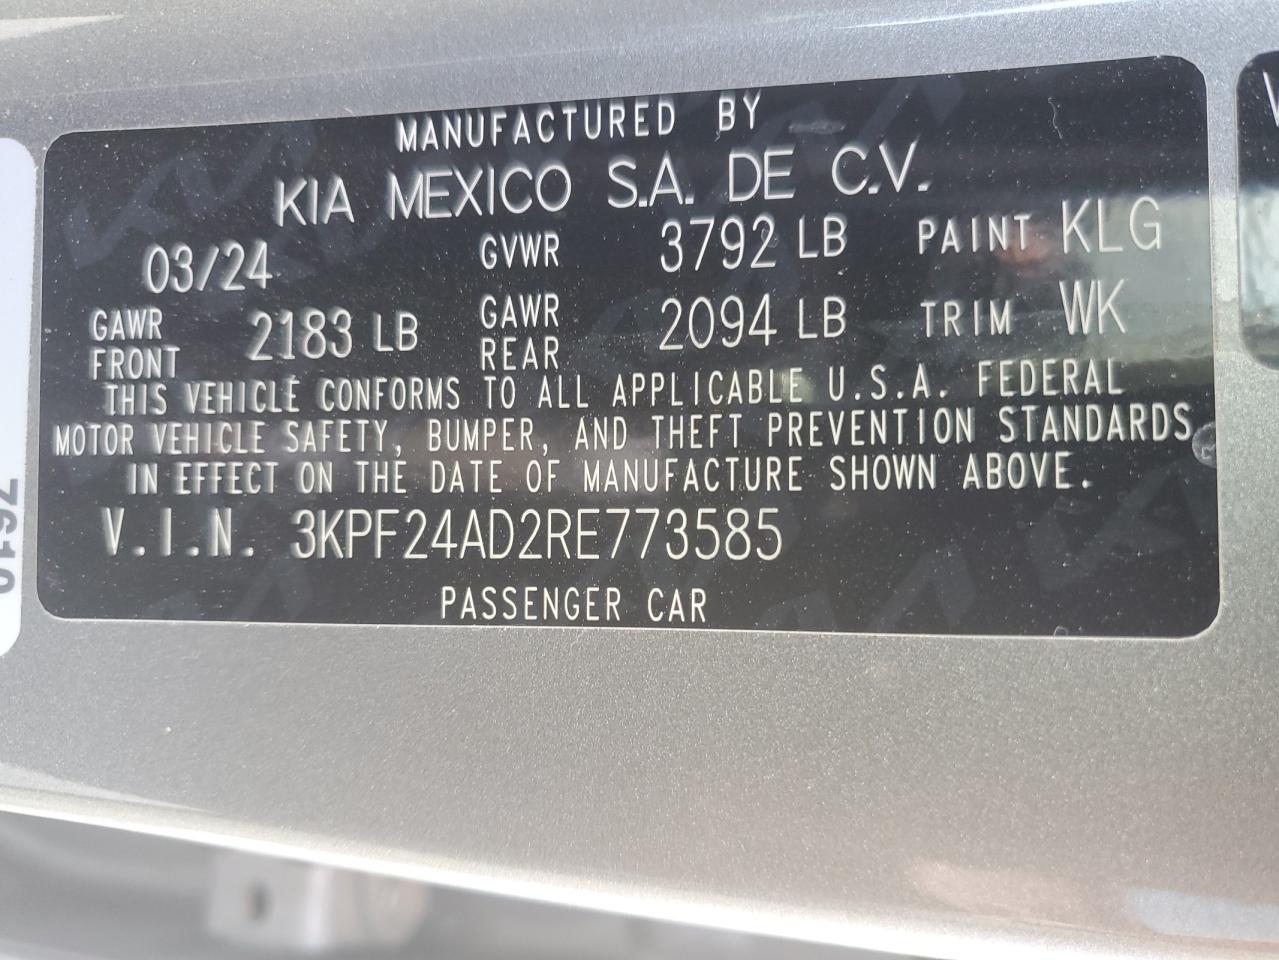 MANUFACTURED BY
KIA MEXICO S.A. DE C.V.
03/24 GVWR 3792 LB PAINT KLG
GAWR FRONT 2183 LB GAWR REAR 2094 LB TRIM WK
THIS VEHICLE CONFORMS TO ALL APPLICABLE U.S.A. FEDERAL
MOTOR VEHICLE SAFETY, BUMPER, AND THEFT PREVENTION STANDARDS
IN EFFECT ON THE DATE OF MANUFACTURE SHOWN ABOVE.
V.I.N. 3KPF24AD2RE773585
PASSENGER CAR